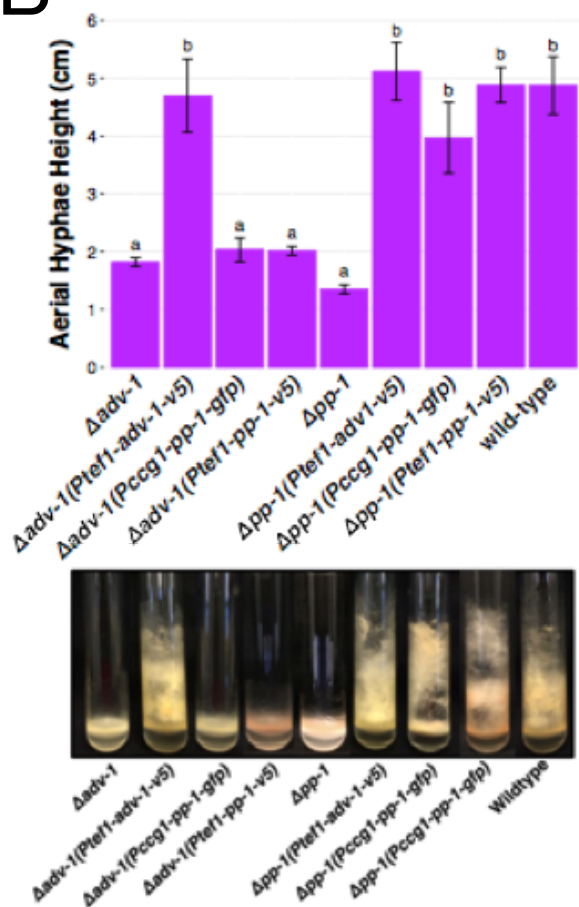 B
Aerial Hyphae Height (cm)
6
5
4
3
2
1
0
a
b
a
a
a
b
b
b
b
Δadv-1
Δadv-1(Ptef1-adv-1-v5)
Δadv-1(Pccg1-pp-1-gfp)
Δadv-1(Ptef1-pp-1-v5)
Δpp-1
Δpp-1(Ptef1-adv1-v5)
Δpp-1(Pccg1-pp-1-gfp)
Δpp-1(Ptef1-pp-1-v5)
wild-type
Δadv-1
Δadv-1(Ptef1-adv-1-v5)
Δadv-1(Pccg1-pp-1-gfp)
Δadv-1(Ptef1-pp-1-v5)
Δpp-1
Δpp-1(Ptef1-adv-1-v5)
Δpp-1(Pccg1-pp-1-gfp)
Δpp-1(Pccg1-pp-1-gfp)
Wildtype